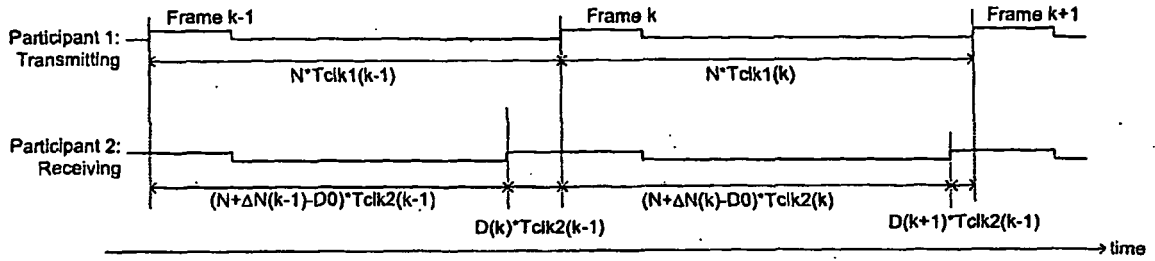 Frame k-1
Frame k
Frame k+1
Participant 1:
Transmitting
N*Tclk1(k-1)
N*Tclk1(k)
Participant 2:
Receiving
(N+ΔN(k-1)-D0)*Tclk2(k-1)
(N+ΔN(k)-D0)*Tclk2(k)
D(k)*Tclk2(k-1)
D(k+1)*Tclk2(k-1)
time